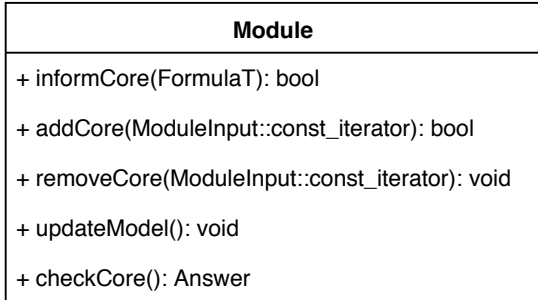 Module
+ informCore(FormulaT): bool
+ addCore(ModuleInput::const_iterator): bool
+ removeCore(ModuleInput::const_iterator): void
+ updateModel(): void
+ checkCore(): Answer